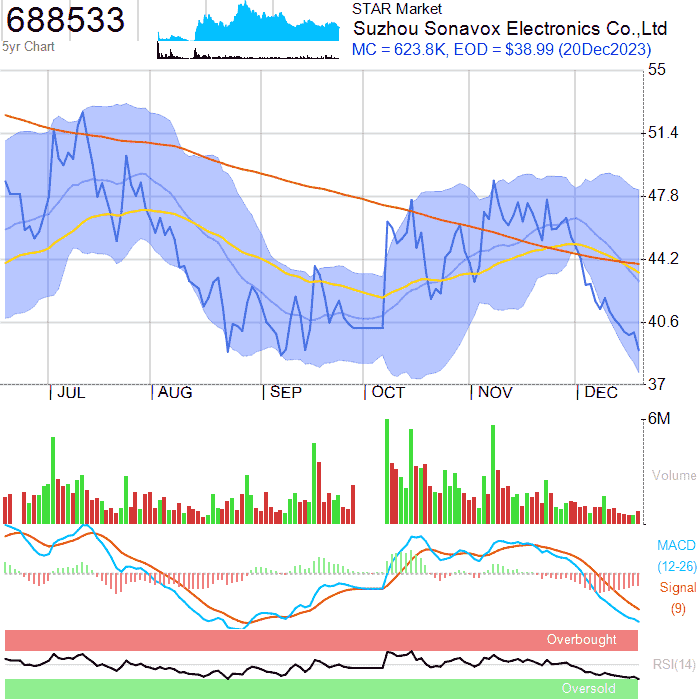 688533
5yr Chart
STAR Market
Suzhou Sonavox Electronics Co.,Ltd
MC = 623.8K, EOD = $38.99 (20Dec2023)
55
51.4
47.8
44.2
40.6
37
JUL AUG SEP OCT NOV DEC
6M
Volume
MACD
(12-26)
Signal
(9)
Overbought
RSI(14)
Oversold